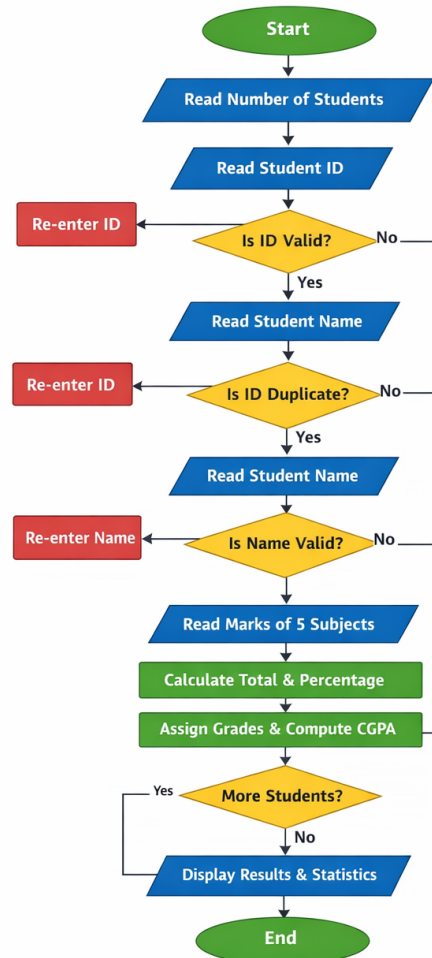 Start
Read Number of Students
Read Student ID
Re-enter ID
Is ID Valid?
No
Yes
Read Student Name
Re-enter ID
Is ID Duplicate?
No
Yes
Read Student Name
Re-enter Name
Is Name Valid?
No
Read Marks of 5 Subjects
Calculate Total & Percentage
Assign Grades & Compute CGPA
Yes
More Students?
No
Display Results & Statistics
End